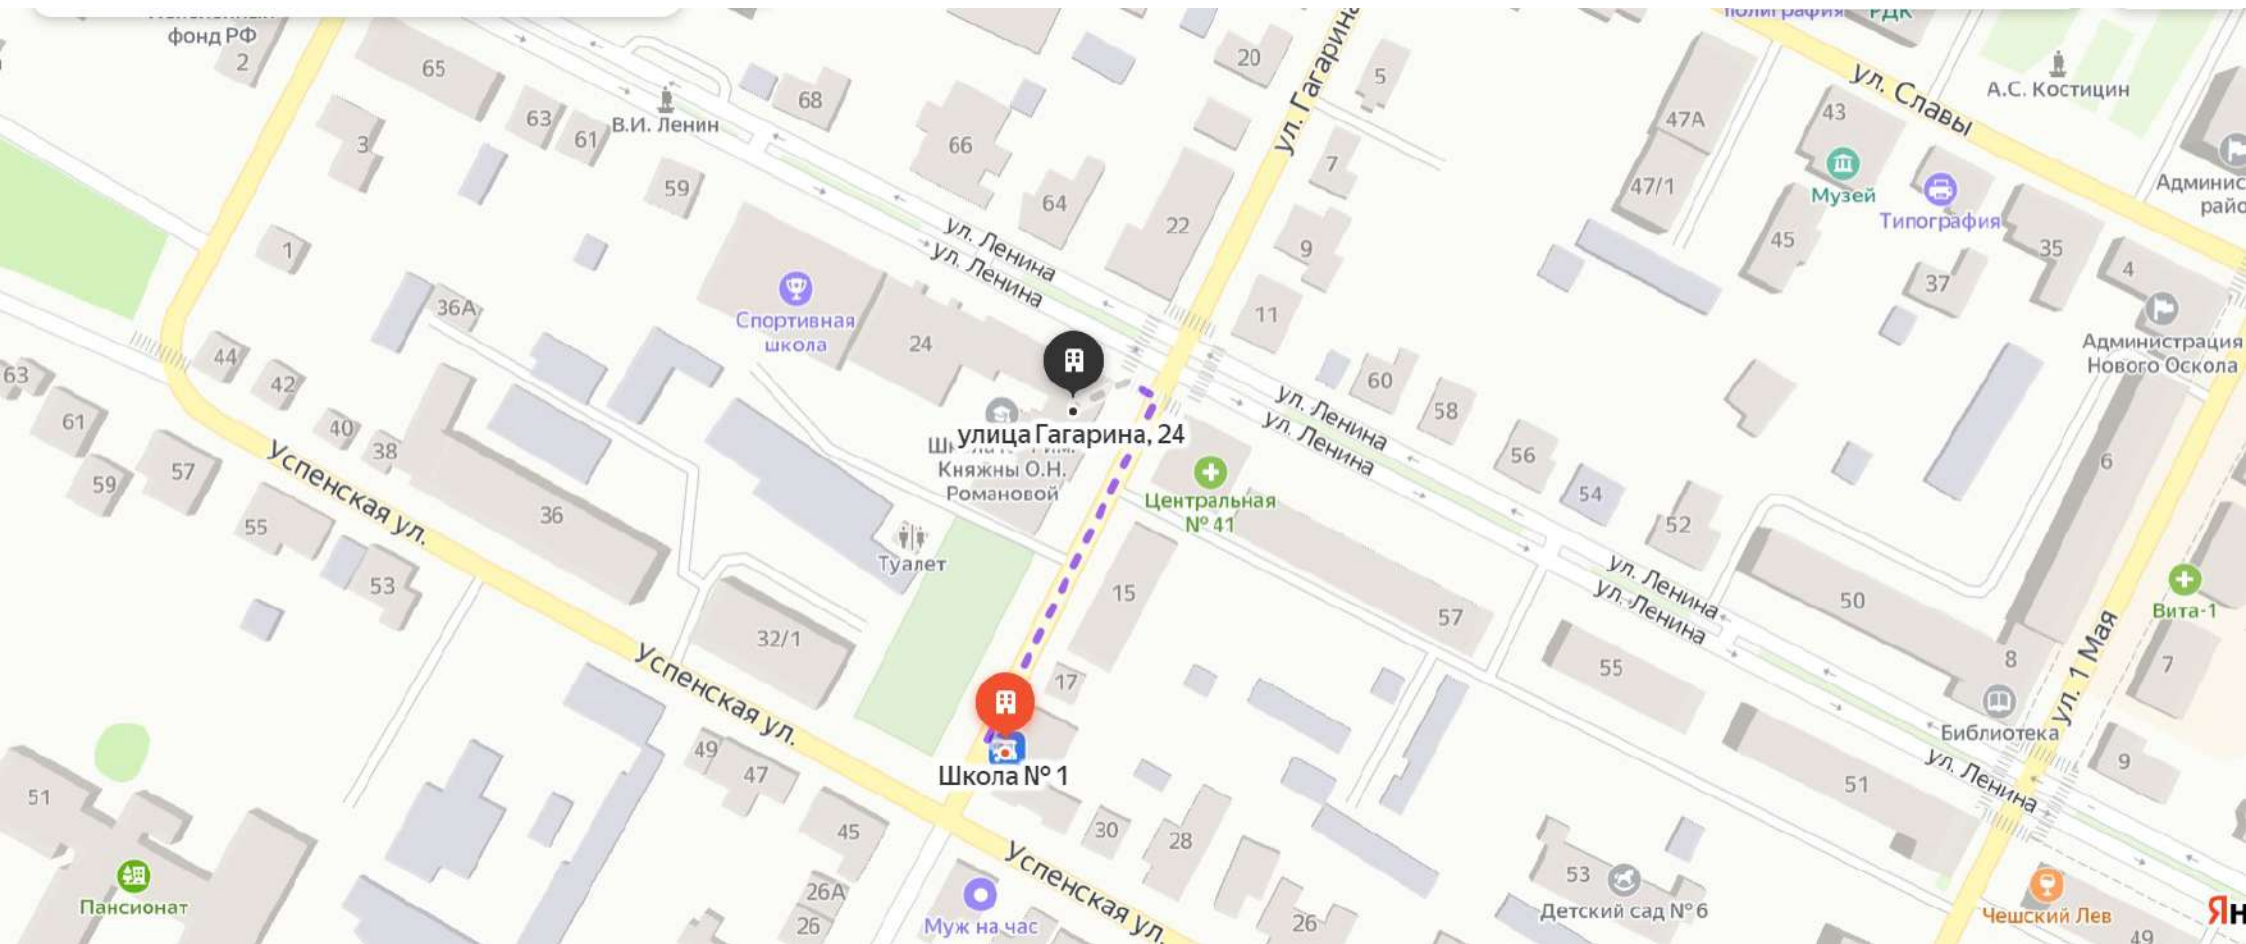 фонд РФ
2
65
63
61
В.И. Ленин
68
20
5
ул. Гагарина
РДК
ул. Славы
А.С. Костицин
47А
43
3
66
7
Музей
47/1
Типография
59
64
22
9
45
35
4
1
ул. Ленина
ул. Ленина
37
Спортивная
школа
36А
24
11
Администрация
Нового Оскола
44
42
63
61
40
38
60
58
ул. Ленина
ул. Ленина
улица Гагарина, 24
Княжны О.Н.
Романовой
Центральная
№ 41
56
54
52
6
57
59
Успенская ул.
55
36
53
Туалет
15
57
ул. Ленина
ул. Ленина
50
Вита-1
32/1
17
55
8
7
ул. 1 Мая
Успенская ул.
Библиотека
49
47
Школа № 1
ул. Ленина
9
51
51
45
30
28
Успенская ул.
Пансионат
26А
26
Муж на час
26
53
Детский сад № 6
Чешский Лев
49